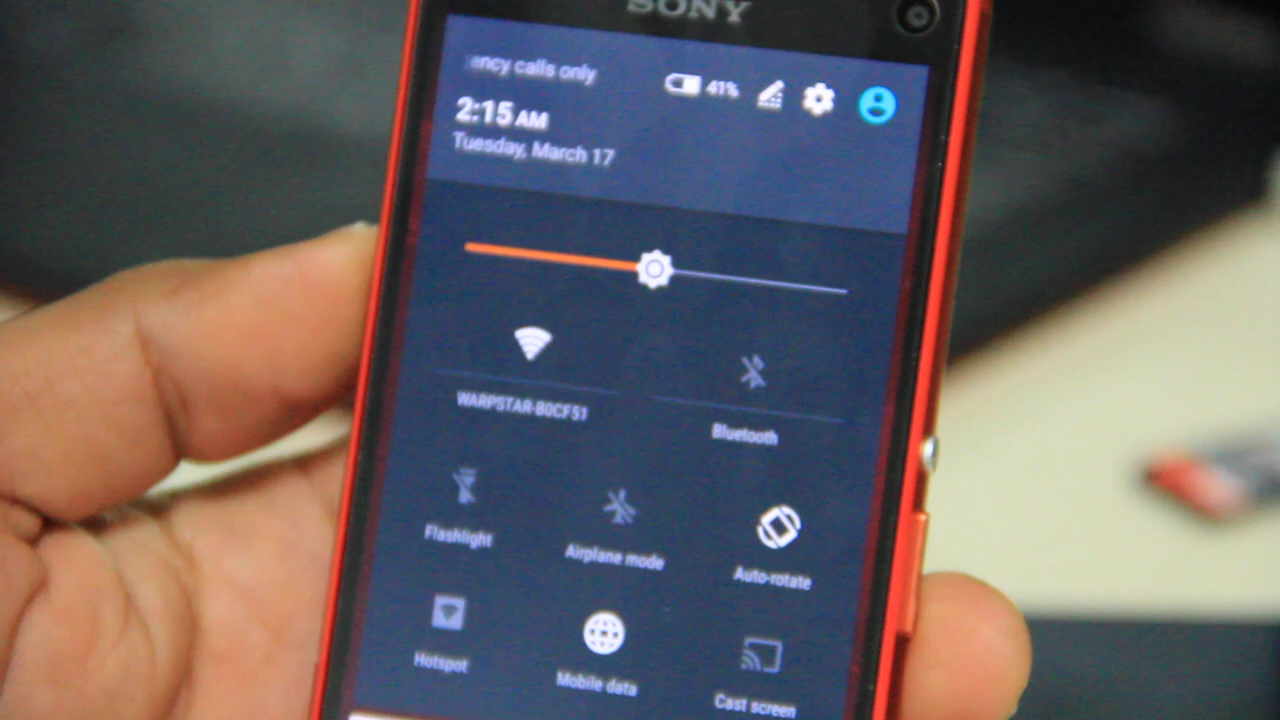 SONY
ency calls only
41%
2:15 AM
Tuesday, March 17
WARPSTAR-B0CF51
Bluetooth
Flashlight
Airplane mode
Auto-rotate
Hotspot
Mobile data
Cast screen